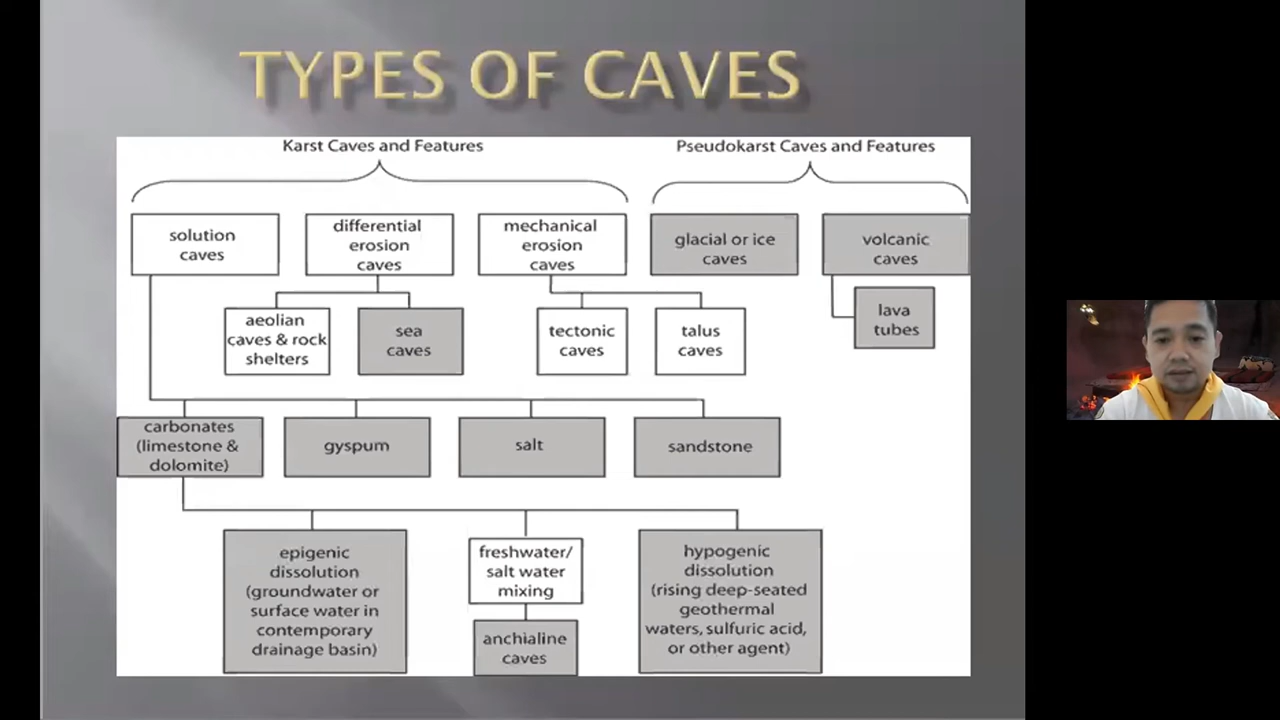 TYPES OF CAVES
Karst Caves and Features
Pseudokarst Caves and Features
solution
caves
differential
erosion
caves
mechanical
erosion
caves
glacial or ice
caves
volcanic
caves
aeolian
caves & rock
shelters
sea
caves
tectonic
caves
talus
caves
lava
tubes
carbonates
(limestone &
dolomite)
gyspum
salt
sandstone
epigenic
dissolution
(groundwater or
surface water in
contemporary
drainage basin)
freshwater/
salt water
mixing
anchialine
caves
hypogenic
dissolution
(rising deep-seated
geothermal
waters, sulfuric acid,
or other agent)